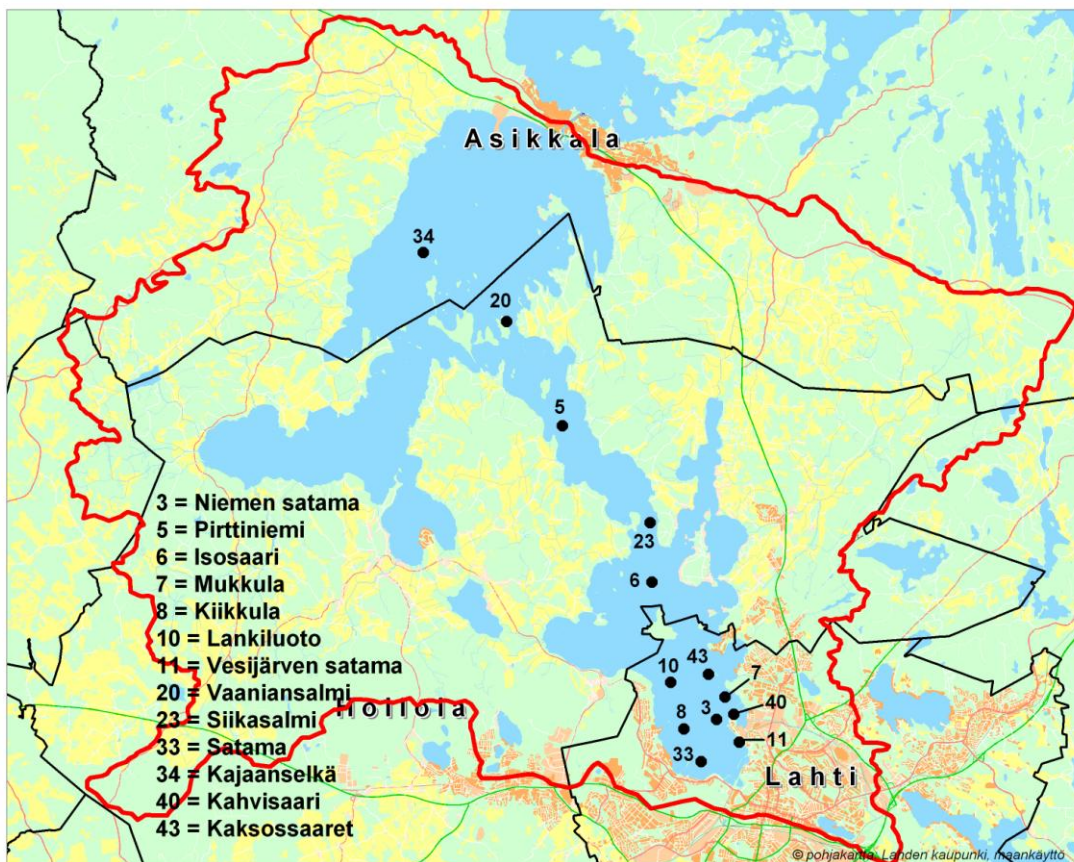 Asikkala
34
20
5
23
6
43
10
7
40
3
8
11
33
Hollola
Lahti
3 = Niemen satama
5 = Pirttiniemi
6 = Isosaari
7 = Mukkula
8 = Kiikkula
10 = Lankiluoto
11 = Vesijärven satama
20 = Vaaniansalmi
23 = Siikasalmi
33 = Satama
34 = Kajaanselkä
40 = Kahvisaari
43 = Kaksossaaret
© pohjakartta: Lahden kaupunki, maankäyttö